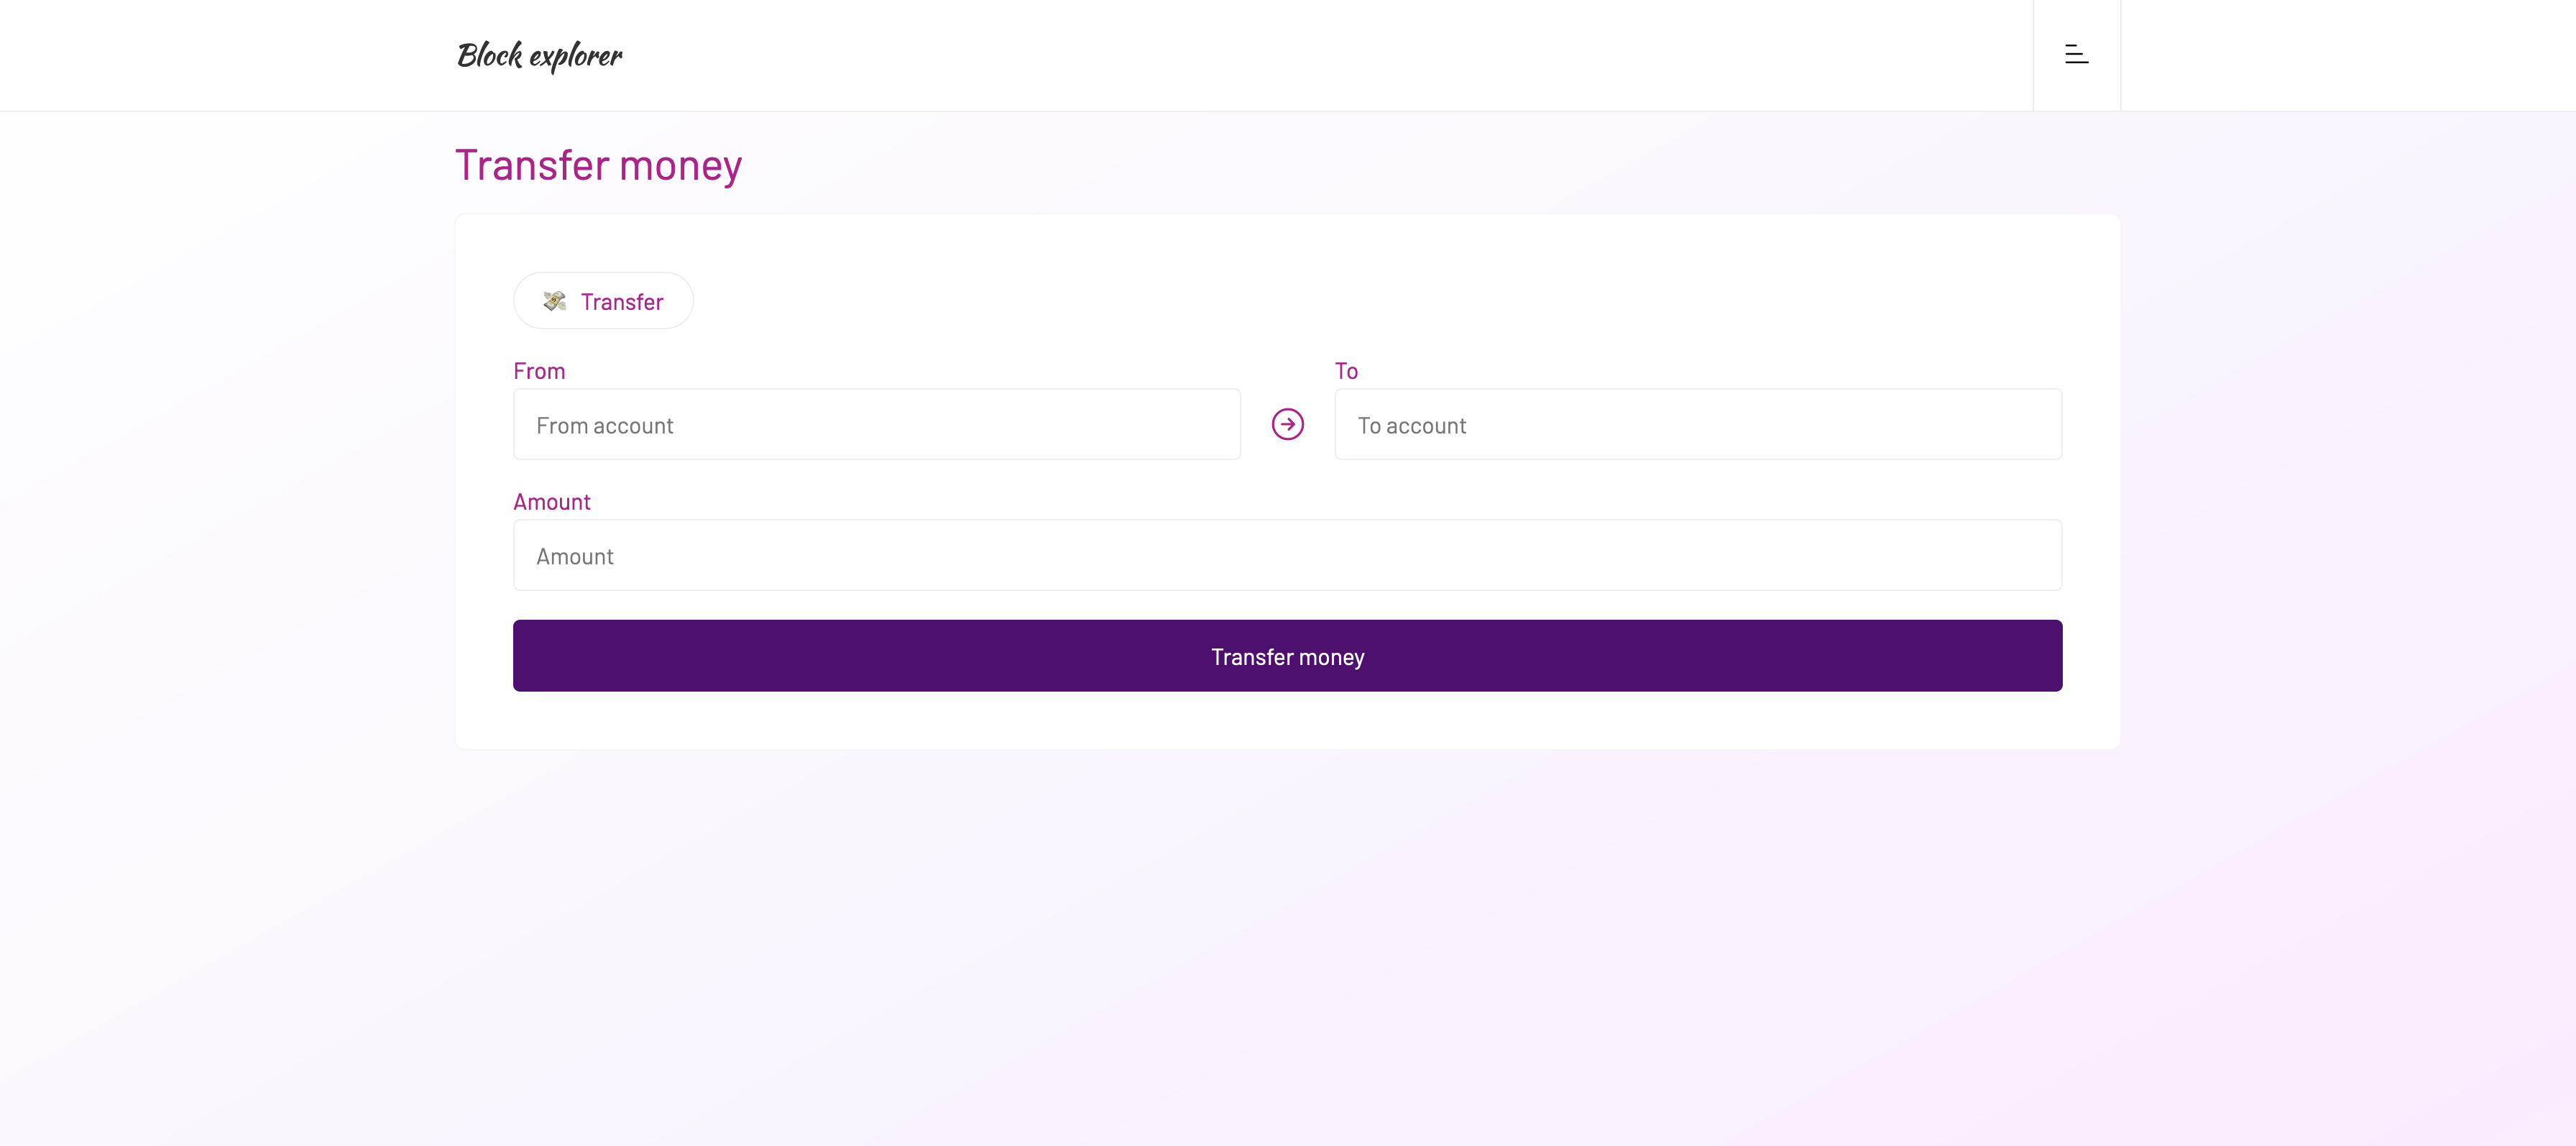 Block explorer
Transfer money
Transfer
From
To
From account
To account
Amount
Amount
Transfer money